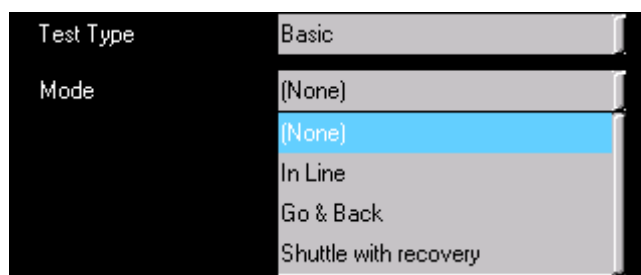 Test Type Basic
Mode (None)
(None)
In Line
Go & Back
Shuttle with recovery